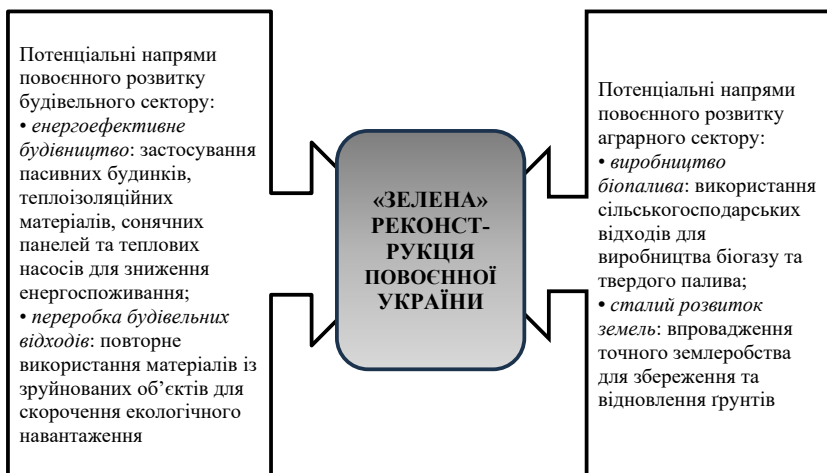 Потенціальні напрями
повоєнного розвитку
будівельного сектору:
• енергоефективне
будівництво: застосування
пасивних будинків,
теплоізоляційних
матеріалів, сонячних
панелей та теплових
насосів для зниження
енергоспоживання;
• переробка будівельних
відходів: повторне
використання матеріалів із
зруйнованих об’єктів для
скорочення екологічного
навантаження
«ЗЕЛЕНА»
РЕКОНСТ-
РУКЦІЯ
ПОВОЄННОЇ
УКРАЇНИ
Потенціальні напрями
повоєнного розвитку
аграрного сектору:
• виробництво
біопалива: використання
сільськогосподарських
відходів для
виробництва біогазу та
твердого палива;
• сталий розвиток
земель: впровадження
точного землеробства
для збереження та
відновлення ґрунтів